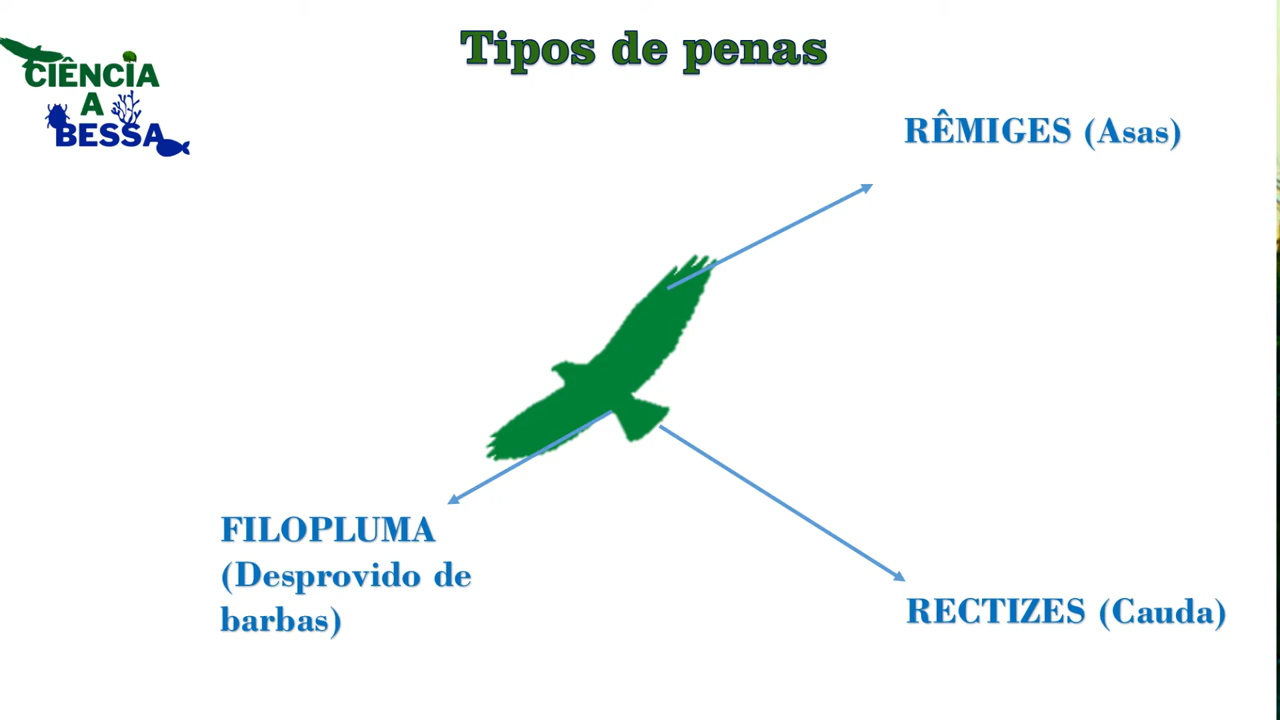 Tipos de penas
CIÊNCIA
A
BESSA
RÊMIGES (Asas)
FILOPLUMA
(Desprovido de
barbas)
RECTIZES (Cauda)